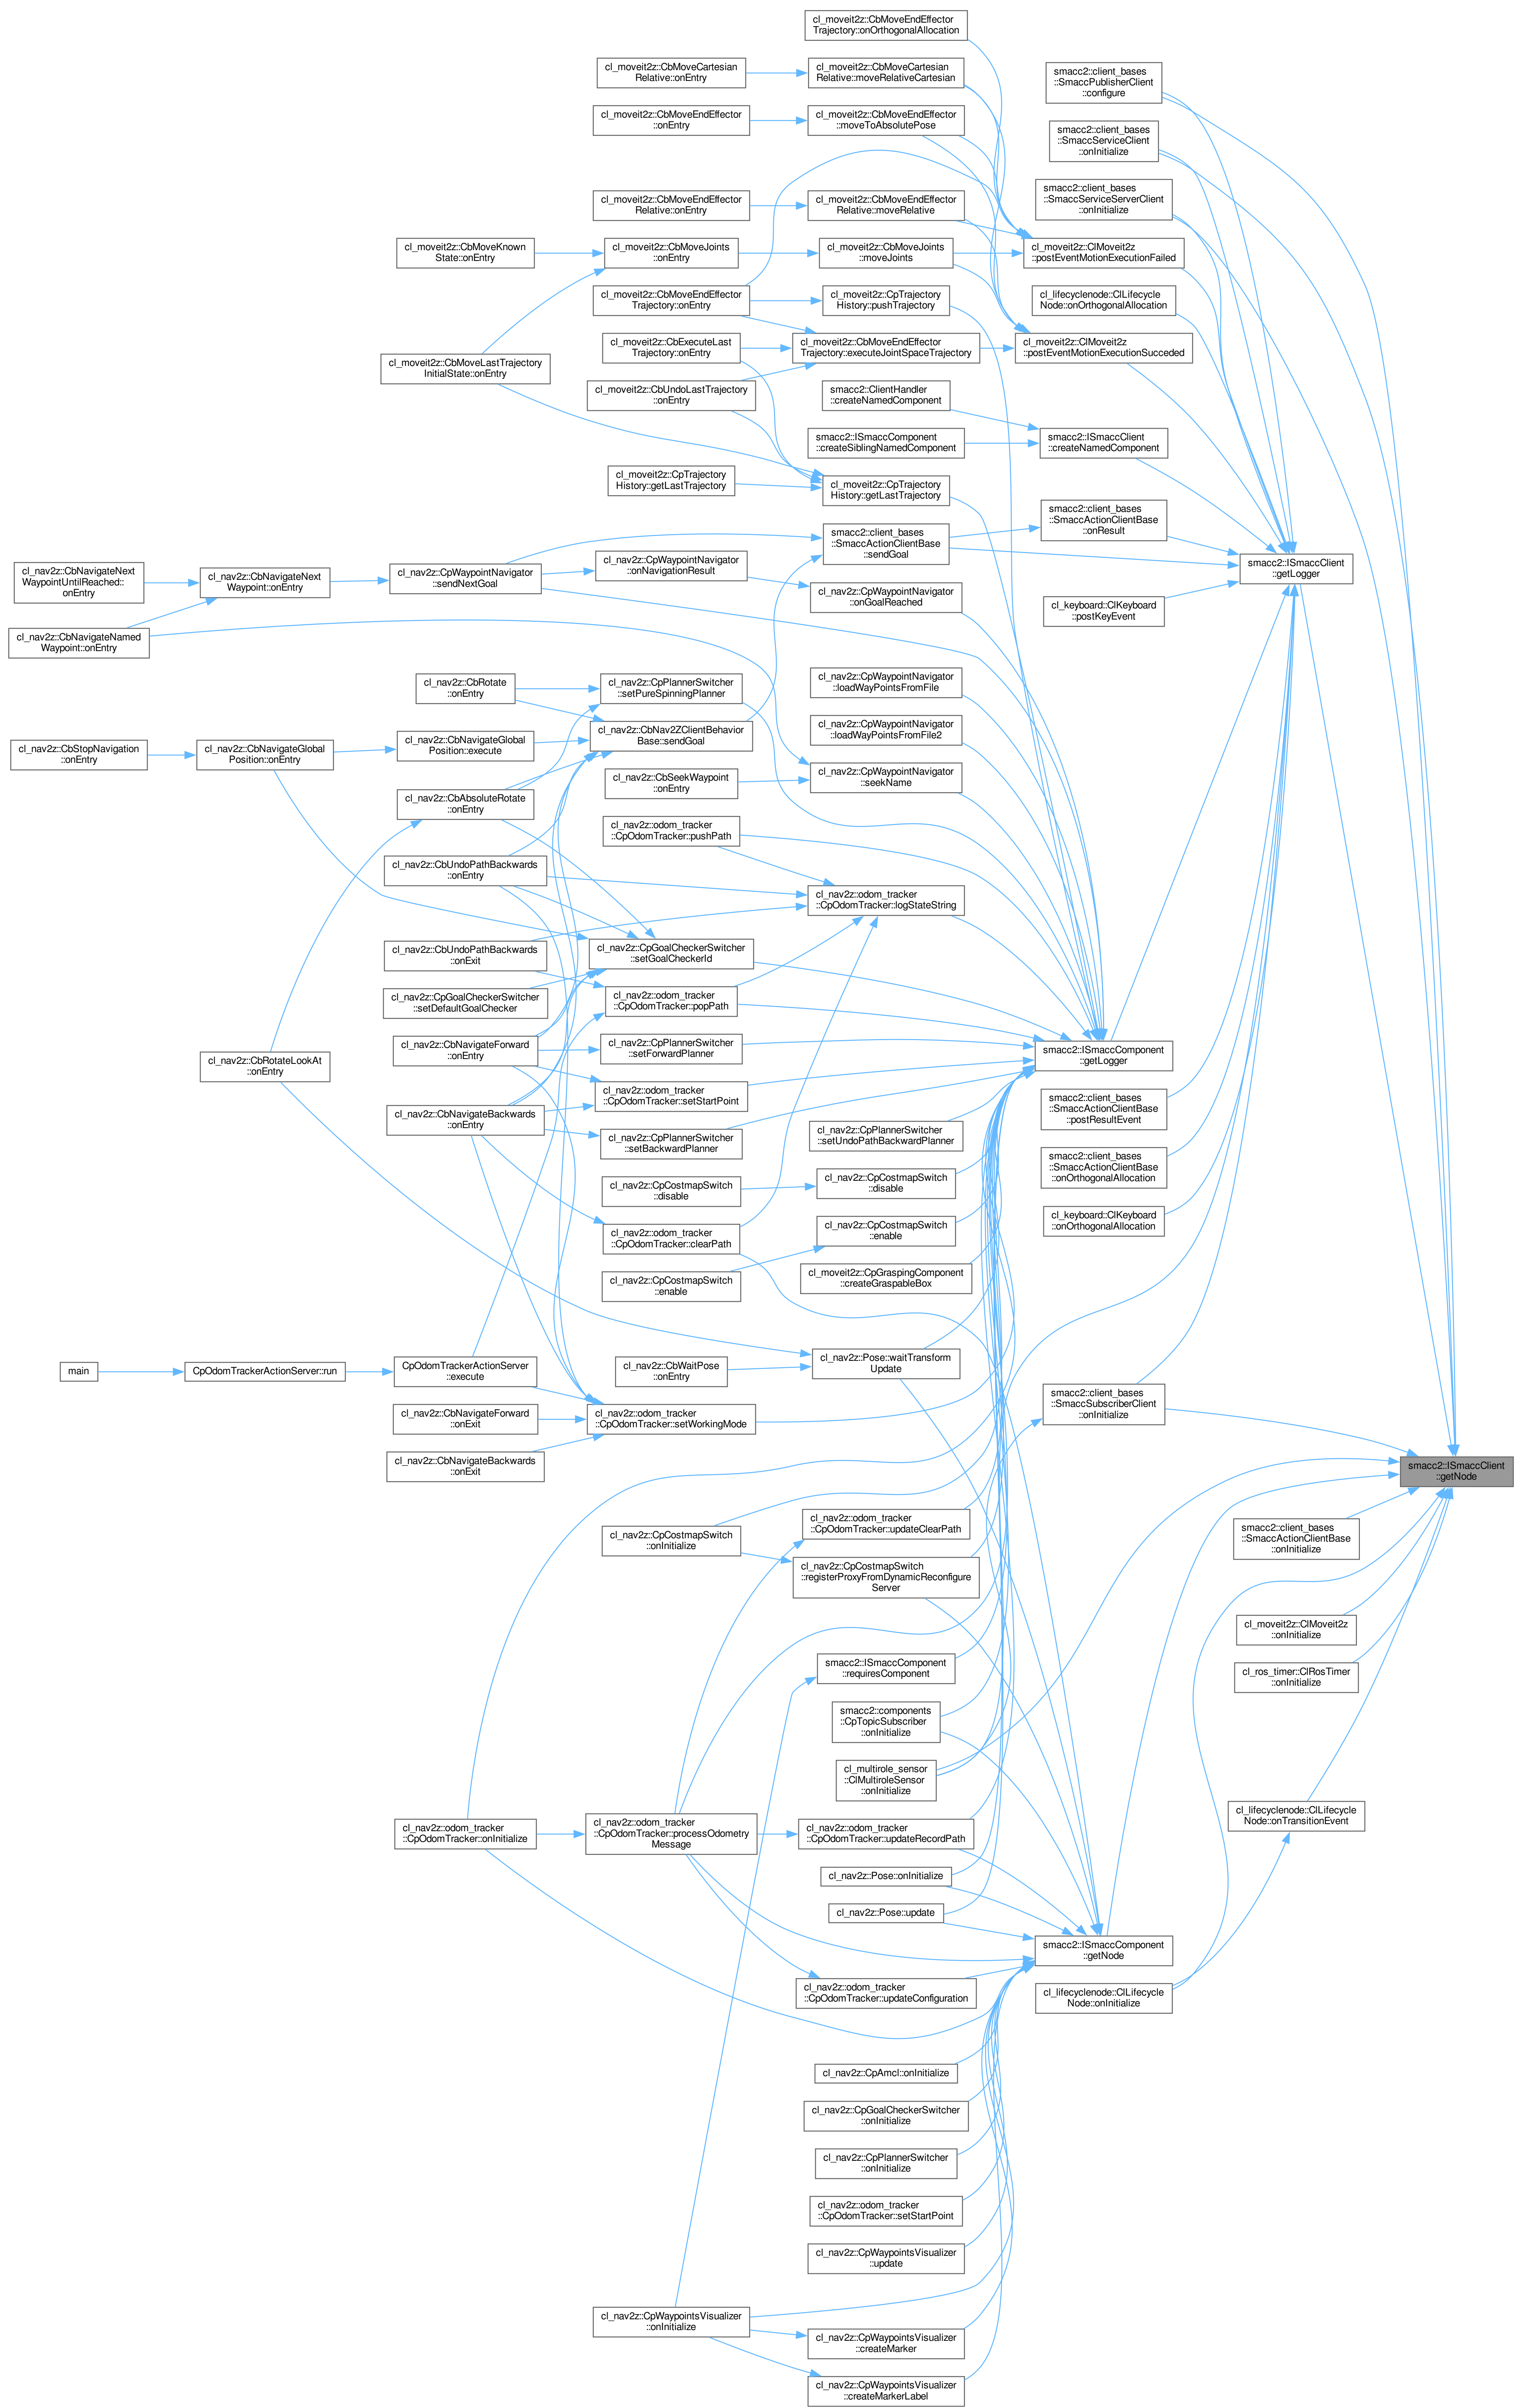 cl_moveit2z::CbMoveEndEffector
Trajectory::onOrthogonalAllocation
cl_moveit2z::CbMoveCartesian
Relative::onEntry
cl_moveit2z::CbMoveCartesian
Relative::moveRelativeCartesian
smacc2::client_bases
::SmaccPublisherClient
::configure
cl_moveit2z::CbMoveEndEffector
::onEntry
cl_moveit2z::CbMoveEndEffector
::moveToAbsolutePose
smacc2::client_bases
::SmaccServiceClient
::onInitialize
cl_moveit2z::CbMoveEndEffector
Relative::onEntry
cl_moveit2z::CbMoveEndEffector
Relative::moveRelative
smacc2::client_bases
::SmaccServiceServerClient
::onInitialize
cl_moveit2z::CbMoveKnown
State::onEntry
cl_moveit2z::CbMoveJoints
::onEntry
cl_moveit2z::CbMoveJoints
::moveJoints
cl_moveit2z::ClMoveit2z
::postEventMotionExecutionFailed
cl_moveit2z::CbMoveEndEffector
Trajectory::onEntry
cl_moveit2z::CpTrajectory
History::pushTrajectory
cl_lifecyclenode::ClLifecycle
Node::onOrthogonalAllocation
cl_moveit2z::CbExecuteLast
Trajectory::onEntry
cl_moveit2z::CbMoveEndEffector
Trajectory::executeJointSpaceTrajectory
cl_moveit2z::ClMoveit2z
::postEventMotionExecutionSucceded
cl_moveit2z::CbMoveLastTrajectory
InitialState::onEntry
cl_moveit2z::CbUndoLastTrajectory
::onEntry
smacc2::ClientHandler
::createNamedComponent
smacc2::ISmaccComponent
::createSiblingNamedComponent
smacc2::ISmaccClient
::createNamedComponent
cl_moveit2z::CpTrajectory
History::getLastTrajectory
cl_moveit2z::CpTrajectory
History::getLastTrajectory
smacc2::client_bases
::SmaccActionClientBase
::sendGoal
smacc2::client_bases
::SmaccActionClientBase
::onResult
smacc2::ISmaccClient
::getLogger
cl_nav2z::CbNavigateNext
WaypointUntilReached::
onEntry
cl_nav2z::CbNavigateNext
Waypoint::onEntry
cl_nav2z::CpWaypointNavigator
::sendNextGoal
cl_nav2z::CpWaypointNavigator
::onNavigationResult
cl_nav2z::CpWaypointNavigator
::onGoalReached
cl_keyboard::ClKeyboard
::postKeyEvent
cl_nav2z::CbNavigateNamed
Waypoint::onEntry
cl_nav2z::CbRotate
::onEntry
cl_nav2z::CpPlannerSwitcher
::setPureSpinningPlanner
cl_nav2z::CpWaypointNavigator
::loadWayPointsFromFile
cl_nav2z::CbStopNavigation
::onEntry
cl_nav2z::CbNavigateGlobal
Position::onEntry
cl_nav2z::CbNavigateGlobal
Position::execute
cl_nav2z::CbNav2ZClientBehavior
Base::sendGoal
cl_nav2z::CpWaypointNavigator
::loadWayPointsFromFile2
cl_nav2z::CbSeekWaypoint
::onEntry
cl_nav2z::CpWaypointNavigator
::seekName
cl_nav2z::CbAbsoluteRotate
::onEntry
cl_nav2z::odom_tracker
::CpOdomTracker::pushPath
cl_nav2z::CbUndoPathBackwards
::onEntry
cl_nav2z::odom_tracker
::CpOdomTracker::logStateString
cl_nav2z::CbUndoPathBackwards
::onExit
cl_nav2z::CpGoalCheckerSwitcher
::setGoalCheckerId
cl_nav2z::CpGoalCheckerSwitcher
::setDefaultGoalChecker
cl_nav2z::odom_tracker
::CpOdomTracker::popPath
cl_nav2z::CbRotateLookAt
::onEntry
cl_nav2z::CbNavigateForward
::onEntry
cl_nav2z::CpPlannerSwitcher
::setForwardPlanner
smacc2::ISmaccComponent
::getLogger
cl_nav2z::odom_tracker
::CpOdomTracker::setStartPoint
smacc2::client_bases
::SmaccActionClientBase
::postResultEvent
cl_nav2z::CbNavigateBackwards
::onEntry
cl_nav2z::CpPlannerSwitcher
::setBackwardPlanner
cl_nav2z::CpPlannerSwitcher
::setUndoPathBackwardPlanner
smacc2::client_bases
::SmaccActionClientBase
::onOrthogonalAllocation
cl_nav2z::CpCostmapSwitch
::disable
cl_nav2z::CpCostmapSwitch
::disable
cl_keyboard::ClKeyboard
::onOrthogonalAllocation
cl_nav2z::odom_tracker
::CpOdomTracker::clearPath
cl_nav2z::CpCostmapSwitch
::enable
cl_nav2z::CpCostmapSwitch
::enable
cl_moveit2z::CpGraspingComponent
::createGraspableBox
main
CpOdomTrackerActionServer::run
CpOdomTrackerActionServer
::execute
cl_nav2z::CbWaitPose
::onEntry
cl_nav2z::Pose::waitTransform
Update
cl_nav2z::CbNavigateForward
::onExit
cl_nav2z::odom_tracker
::CpOdomTracker::setWorkingMode
smacc2::client_bases
::SmaccSubscriberClient
::onInitialize
cl_nav2z::CbNavigateBackwards
::onExit
smacc2::ISmaccClient
::getNode
cl_nav2z::CpCostmapSwitch
::onInitialize
cl_nav2z::odom_tracker
::CpOdomTracker::updateClearPath
smacc2::client_bases
::SmaccActionClientBase
::onInitialize
cl_nav2z::CpCostmapSwitch
::registerProxyFromDynamicReconfigure
Server
cl_moveit2z::ClMoveit2z
::onInitialize
smacc2::ISmaccComponent
::requiresComponent
cl_ros_timer::ClRosTimer
::onInitialize
smacc2::components
::CpTopicSubscriber
::onInitialize
cl_multirole_sensor
::ClMultiroleSensor
::onInitialize
cl_nav2z::odom_tracker
::CpOdomTracker::onInitialize
cl_nav2z::odom_tracker
::CpOdomTracker::processOdometry
Message
cl_nav2z::odom_tracker
::CpOdomTracker::updateRecordPath
cl_lifecyclenode::ClLifecycle
Node::onTransitionEvent
cl_nav2z::Pose::onInitialize
cl_nav2z::Pose::update
smacc2::ISmaccComponent
::getNode
cl_nav2z::odom_tracker
::CpOdomTracker::updateConfiguration
cl_lifecyclenode::ClLifecycle
Node::onInitialize
cl_nav2z::CpAmcl::onInitialize
cl_nav2z::CpGoalCheckerSwitcher
::onInitialize
cl_nav2z::CpPlannerSwitcher
::onInitialize
cl_nav2z::odom_tracker
::CpOdomTracker::setStartPoint
cl_nav2z::CpWaypointsVisualizer
::update
cl_nav2z::CpWaypointsVisualizer
::onInitialize
cl_nav2z::CpWaypointsVisualizer
::createMarker
cl_nav2z::CpWaypointsVisualizer
::createMarkerLabel